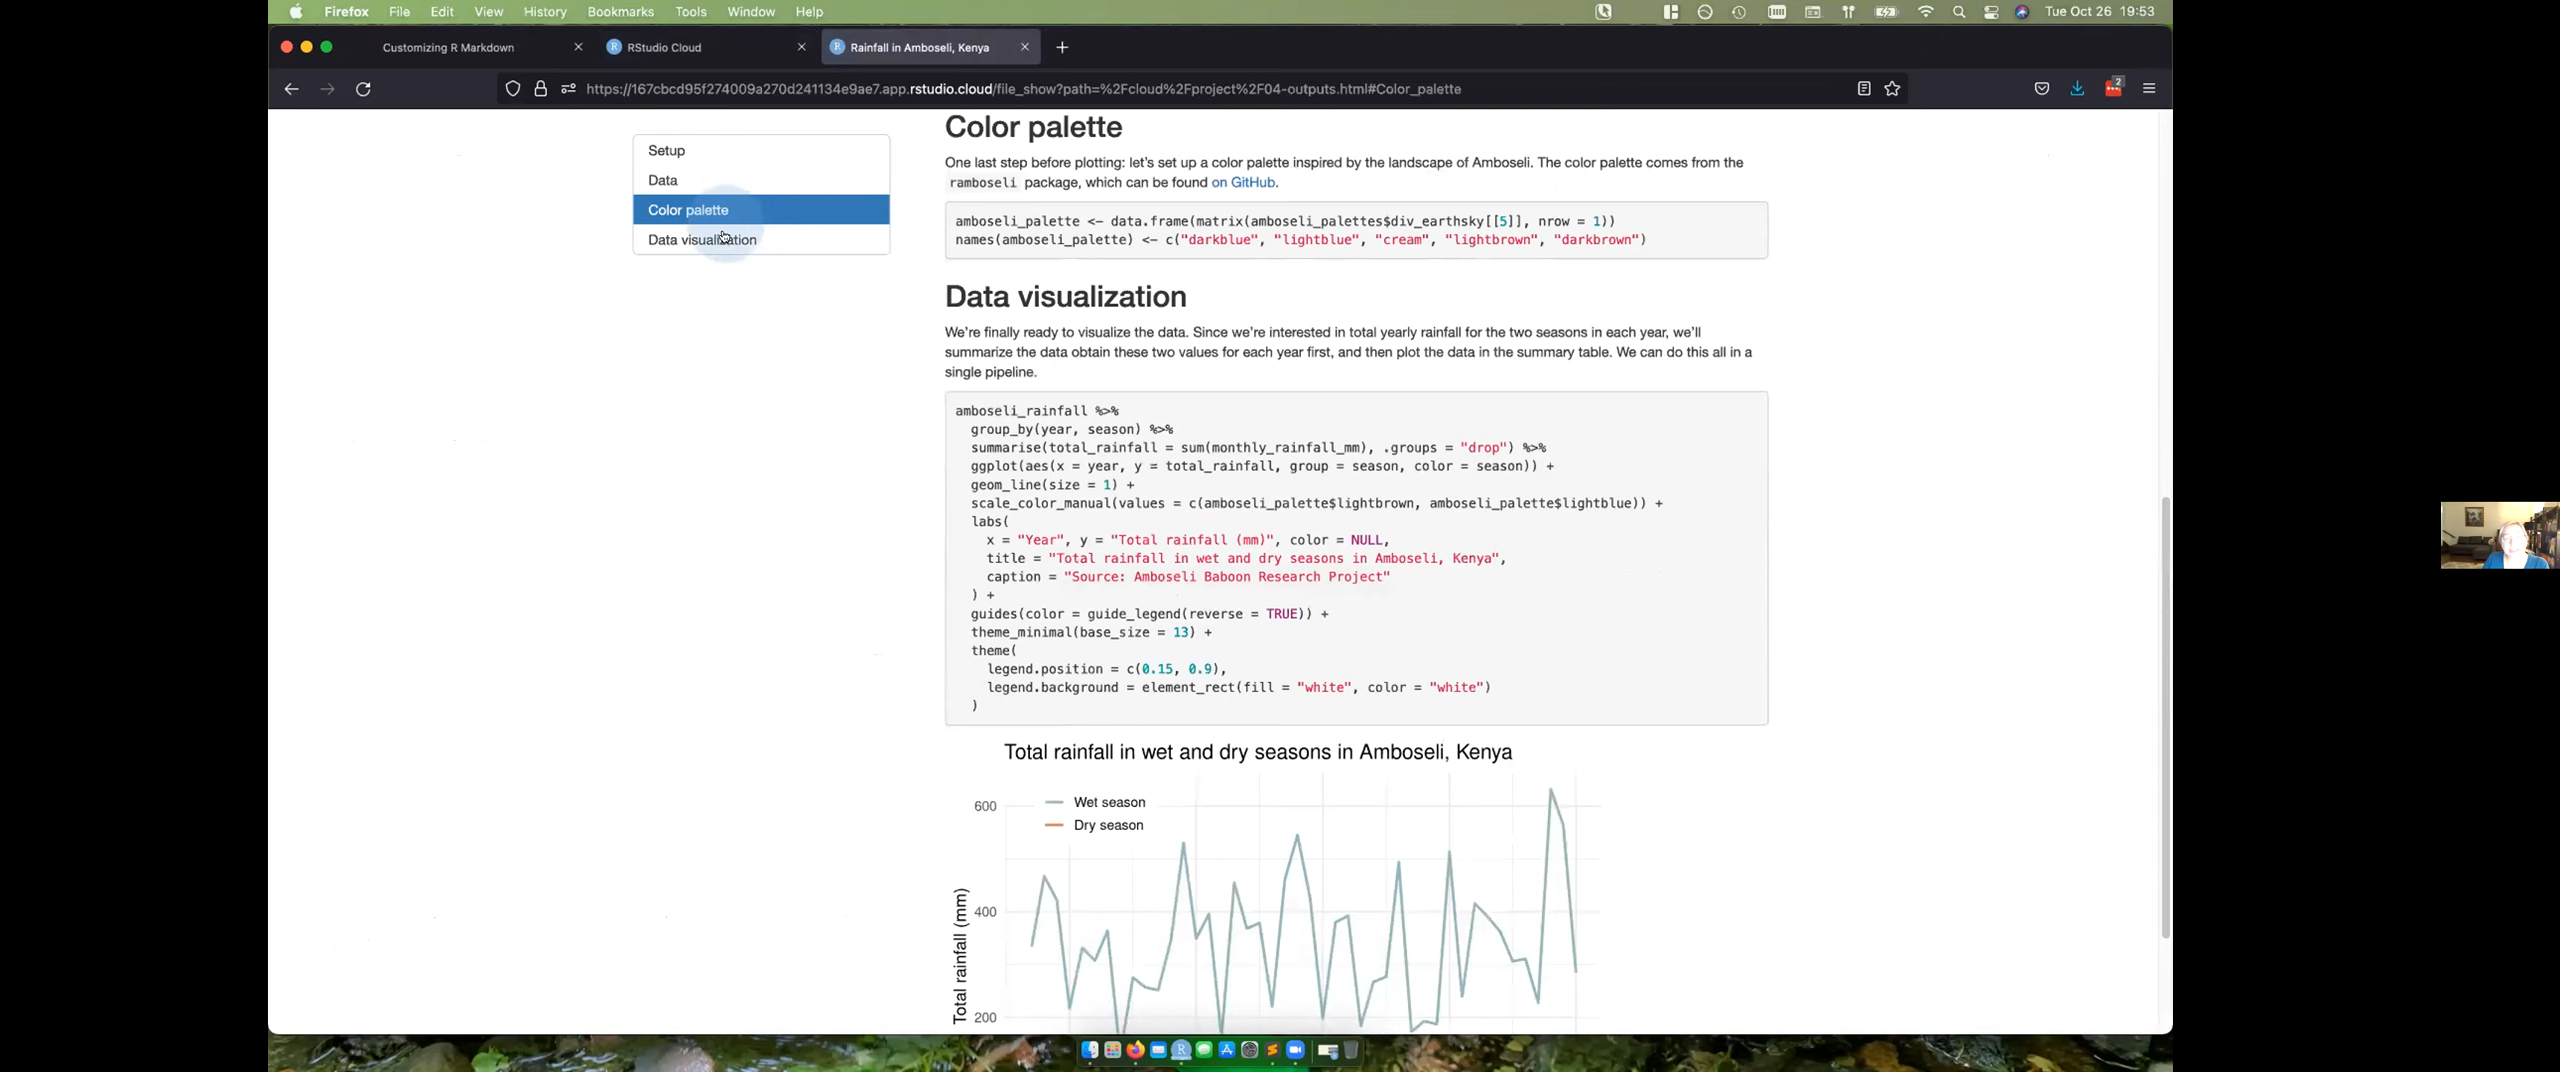 Firefox File Edit View History Bookmarks Tools Window Help Tue Oct 26 19:53
Customizing R Markdown RStudio Cloud Rainfall in Amboseli, Kenya
https://167cbcd95f274009a270d241134e9ae7.app.rstudio.cloud/file_show?path=%2Fcloud%2Fproject%2F04-outputs.html#Color_palette 2
Setup
Data
Color palette
Data visualization
Color palette
One last step before plotting: let's set up a color palette inspired by the landscape of Amboseli. The color palette comes from the
ramboseli package, which can be found on GitHub.
amboseli_palette <- data.frame(matrix(amboseli_palettes$div_earthsky[[5]], nrow = 1))
names(amboseli_palette) <- c("darkblue", "lightblue", "cream", "lightbrown", "darkbrown")
Data visualization
We're finally ready to visualize the data. Since we're interested in total yearly rainfall for the two seasons in each year, we'll
summarize the data obtain these two values for each year first, and then plot the data in the summary table. We can do this all in a
single pipeline.
amboseli_rainfall %>%
group_by(year, season) %>%
summarise(total_rainfall = sum(monthly_rainfall_mm), .groups = "drop") %>%
ggplot(aes(x = year, y = total_rainfall, group = season, color = season)) +
geom_line(size = 1) +
scale_color_manual(values = c(amboseli_palette$lightbrown, amboseli_palette$lightblue)) +
labs(
x = "Year", y = "Total rainfall (mm)", color = NULL,
title = "Total rainfall in wet and dry seasons in Amboseli, Kenya",
caption = "Source: Amboseli Baboon Research Project"
) +
guides(color = guide_legend(reverse = TRUE)) +
theme_minimal(base_size = 13) +
theme(
legend.position = c(0.15, 0.9),
legend.background = element_rect(fill = "white", color = "white")
)
Total rainfall in wet and dry seasons in Amboseli, Kenya
600
Wet season
Dry season
400
Total rainfall (mm)
200